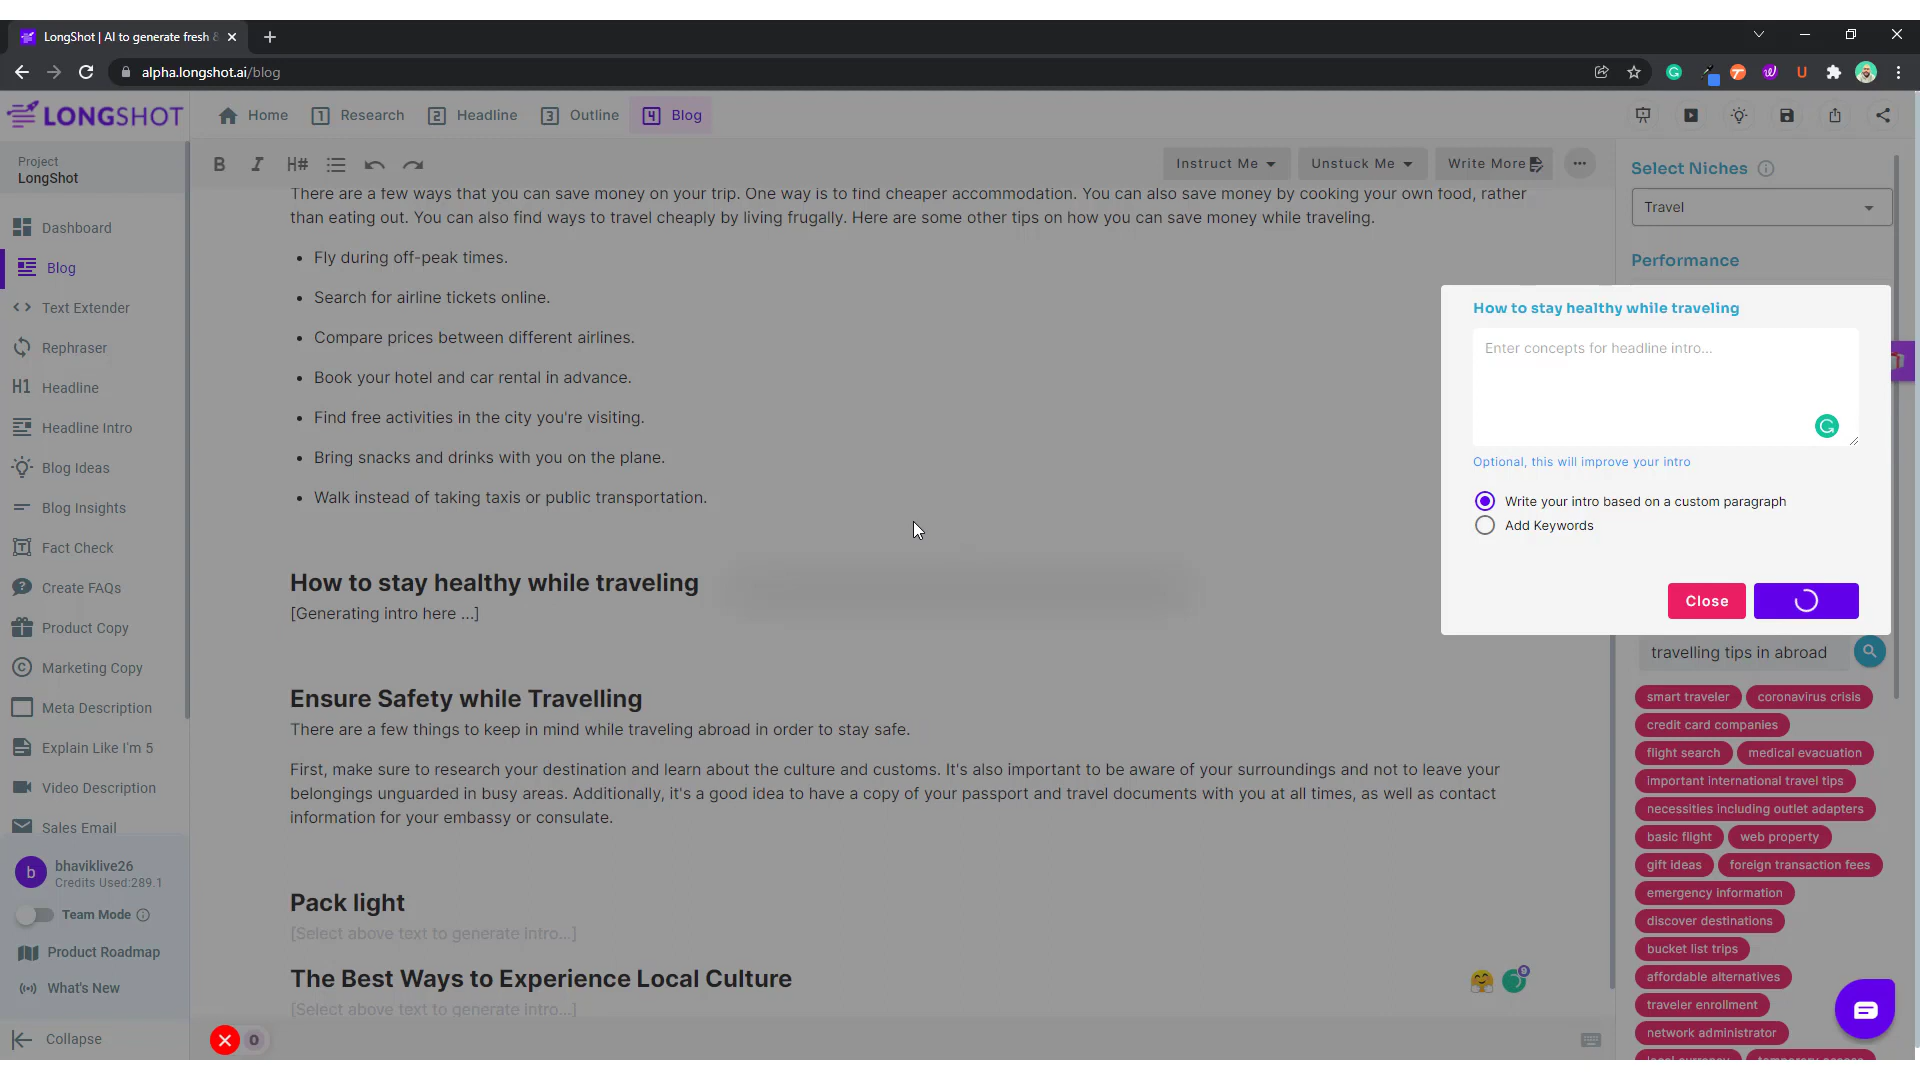 LongShot | AI to generate fresh &
alpha.longshot.ai/blog
LONGSHOT
Home
1 Research
2 Headline
3 Outline
4 Blog
Project
LongShot
Dashboard
Blog
Text Extender
Rephraser
H1 Headline
Headline Intro
Blog Ideas
Blog Insights
Fact Check
Create FAQs
Product Copy
Marketing Copy
Meta Description
Explain Like I'm 5
Video Description
Sales Email
b
bhaviklive26
Credits Used:289.1
Team Mode
Product Roadmap
What's New
Collapse
B I H#
Instruct Me
Unstuck Me
Write More
There are a few ways that you can save money on your trip. One way is to find cheaper accommodation. You can also save money by cooking your own food, rather
than eating out. You can also find ways to travel cheaply by living frugally. Here are some other tips on how you can save money while traveling.
• Fly during off-peak times.
• Search for airline tickets online.
• Compare prices between different airlines.
• Book your hotel and car rental in advance.
• Find free activities in the city you're visiting.
• Bring snacks and drinks with you on the plane.
• Walk instead of taking taxis or public transportation.
How to stay healthy while traveling
[Generating intro here ...]
Ensure Safety while Travelling
There are a few things to keep in mind while traveling abroad in order to stay safe.
First, make sure to research your destination and learn about the culture and customs. It's also important to be aware of your surroundings and not to leave your
belongings unguarded in busy areas. Additionally, it's a good idea to have a copy of your passport and travel documents with you at all times, as well as contact
information for your embassy or consulate.
Pack light
[Select above text to generate intro...]
The Best Ways to Experience Local Culture
[Select above text to generate intro...]
9
0
Select Niches
Travel
Performance
How to stay healthy while traveling
Enter concepts for headline intro...
Optional, this will improve your intro
Write your intro based on a custom paragraph
Add Keywords
Close
travelling tips in abroad
smart traveler
coronavirus crisis
credit card companies
flight search
medical evacuation
important international travel tips
necessities including outlet adapters
basic flight
web property
gift ideas
foreign transaction fees
emergency information
discover destinations
bucket list trips
affordable alternatives
traveler enrollment
network administrator
local currency